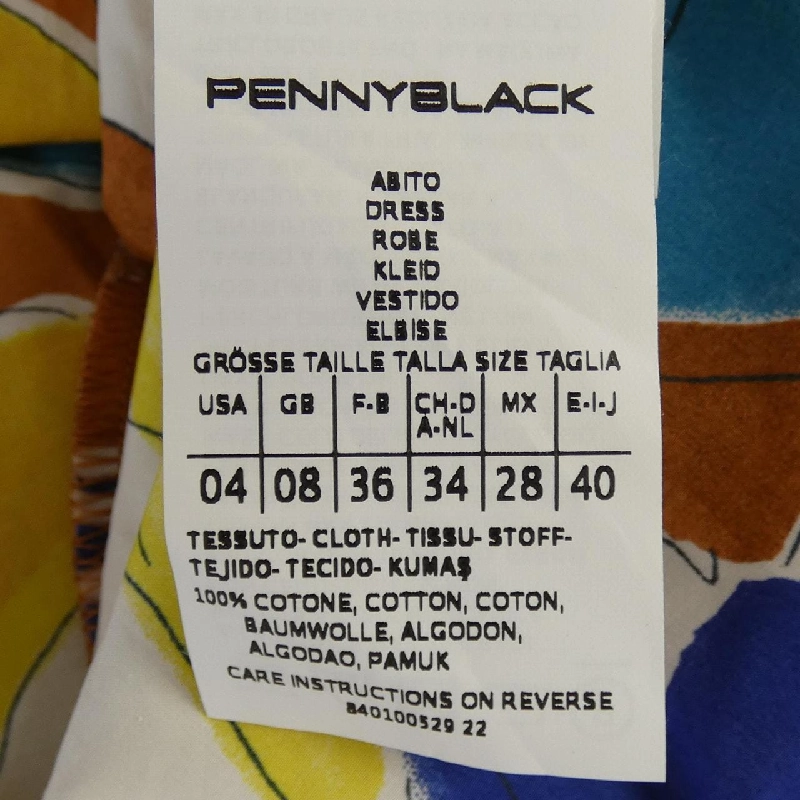 PENNYBLACK
ABITO
DRESS
ROBE
KLEID
VESTIDO
ELBISE
GRÖSSE TAILLE TALLA SIZE TAGLIA
USA GB F-B CH-D A-NL MX E-I-J
04 08 36 34 28 40
TESSUTO- CLOTH- TISSU- STOFF-
TEJIDO- TECIDO- KUMAŞ
100% COTONE, COTTON, COTON,
BAUMWOLLE, ALGODON,
ALGODAO, PAMUK
CARE INSTRUCTIONS ON REVERSE
840100529 22